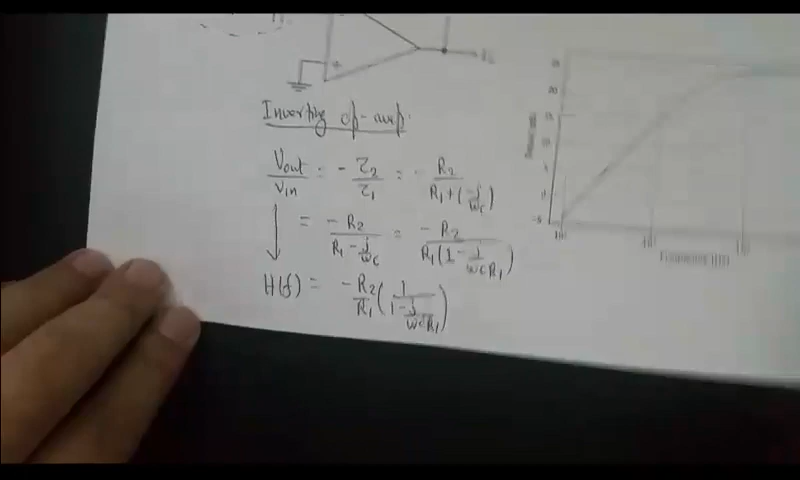 +
Inverting op-amp.
Vout/Vin = - Z2/Z1 = - R2/(R1+(-j/wc))
= -R2/(R1 - j/wc) = -R2/(R1(1 - j/wcR1))
H(f) = -R2/R1 (1/(1 - j/wcR1))
25
20
15
10
5
0
-5
Frequency (Hz)